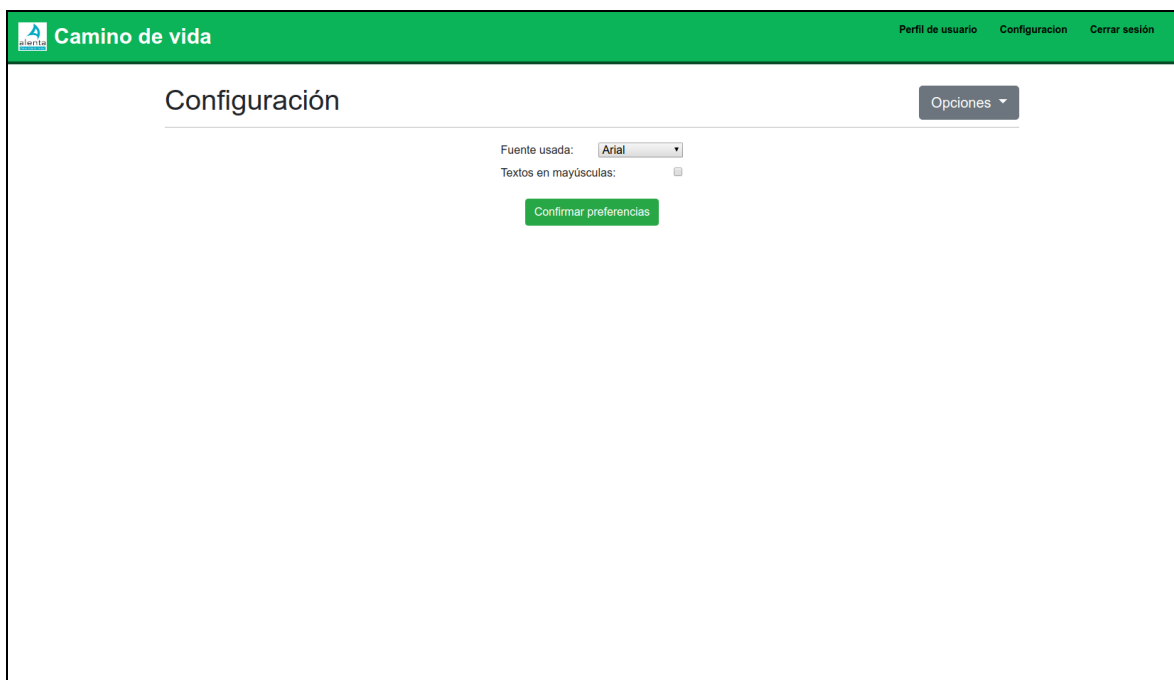 alenta
Camino de vida
Perfil de usuario Configuracion Cerrar sesión
Configuración
Opciones
Fuente usada: Arial
Textos en mayúsculas:
Confirmar preferencias